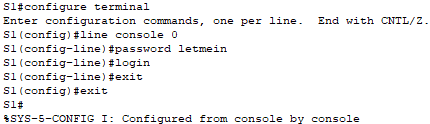 S1#configure terminal
Enter configuration commands, one per line.  End with CNTL/Z.
S1(config)#line console 0
S1(config-line)#password letmein
S1(config-line)#login
S1(config-line)#exit
S1(config)#exit
S1#
%SYS-5-CONFIG I: Configured from console by console